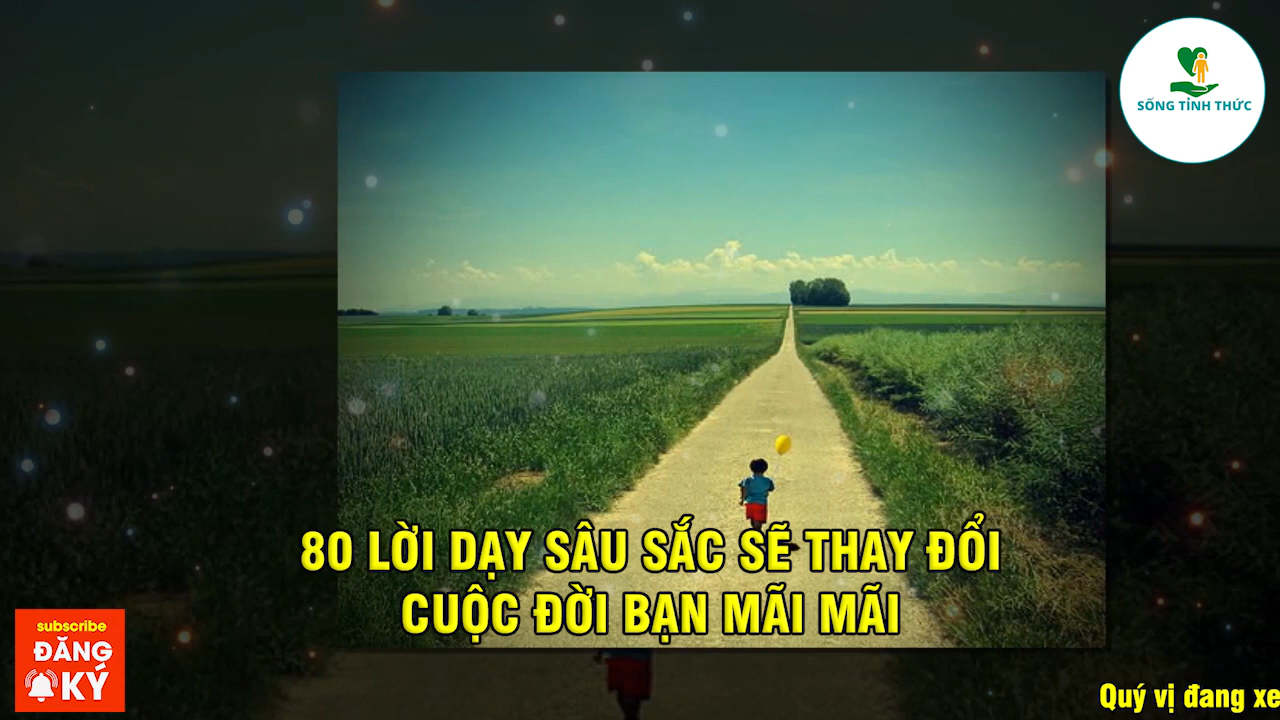 SỐNG TỈNH THỨC
80 LỜI DẠY SÂU SẮC SẼ THAY ĐỔI
CUỘC ĐỜI BẠN MÃI MÃI
subscribe
ĐĂNG
KÝ
Quý vị đang xe